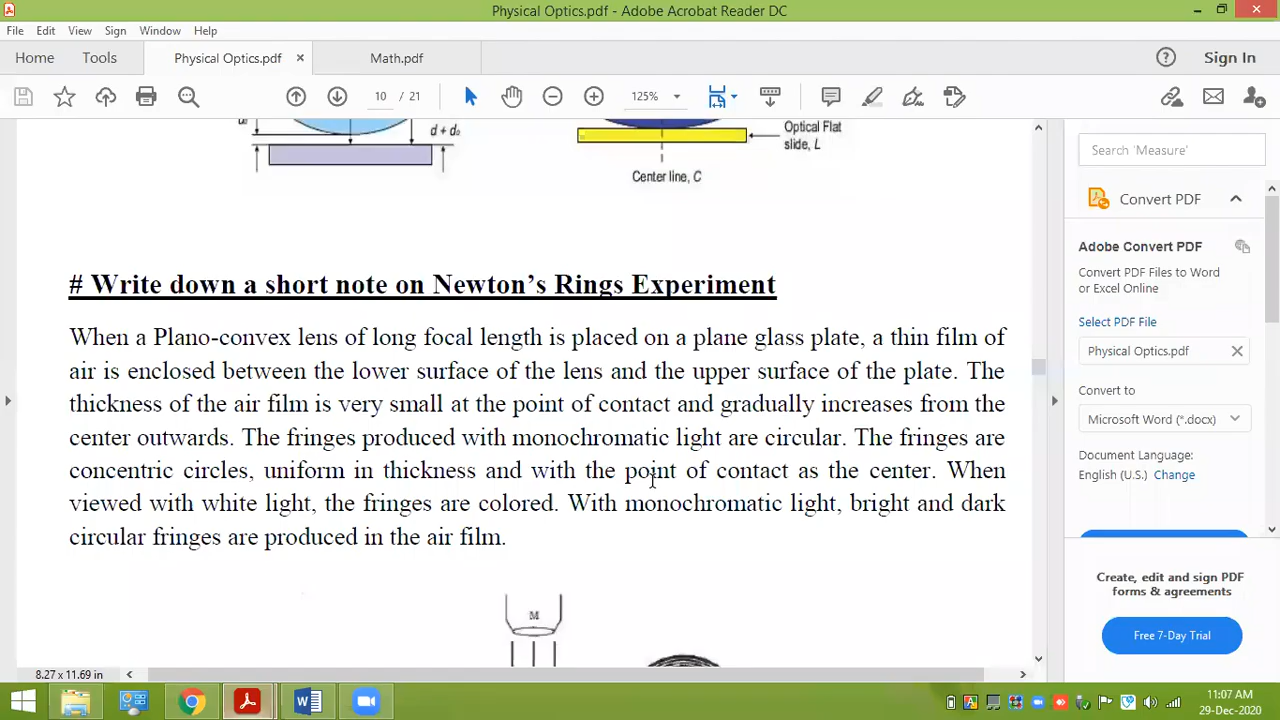 Physical Optics.pdf - Adobe Acrobat Reader DC
File Edit View Sign Window Help
Home Tools Physical Optics.pdf × Math.pdf Sign In
10 / 21 125%
d + d₀
Optical Flat
slide, L
Center line, C
# Write down a short note on Newton's Rings Experiment
When a Plano-convex lens of long focal length is placed on a plane glass plate, a thin film of
air is enclosed between the lower surface of the lens and the upper surface of the plate. The
thickness of the air film is very small at the point of contact and gradually increases from the
center outwards. The fringes produced with monochromatic light are circular. The fringes are
concentric circles, uniform in thickness and with the point of contact as the center. When
viewed with white light, the fringes are colored. With monochromatic light, bright and dark
circular fringes are produced in the air film.
M
8.27 x 11.69 in
Search 'Measure'
Convert PDF
Adobe Convert PDF
Convert PDF Files to Word
or Excel Online
Select PDF File
Physical Optics.pdf
Convert to
Microsoft Word (*.docx)
Document Language:
English (U.S.) Change
Create, edit and sign PDF
forms & agreements
Free 7-Day Trial
11:07 AM
29-Dec-2020